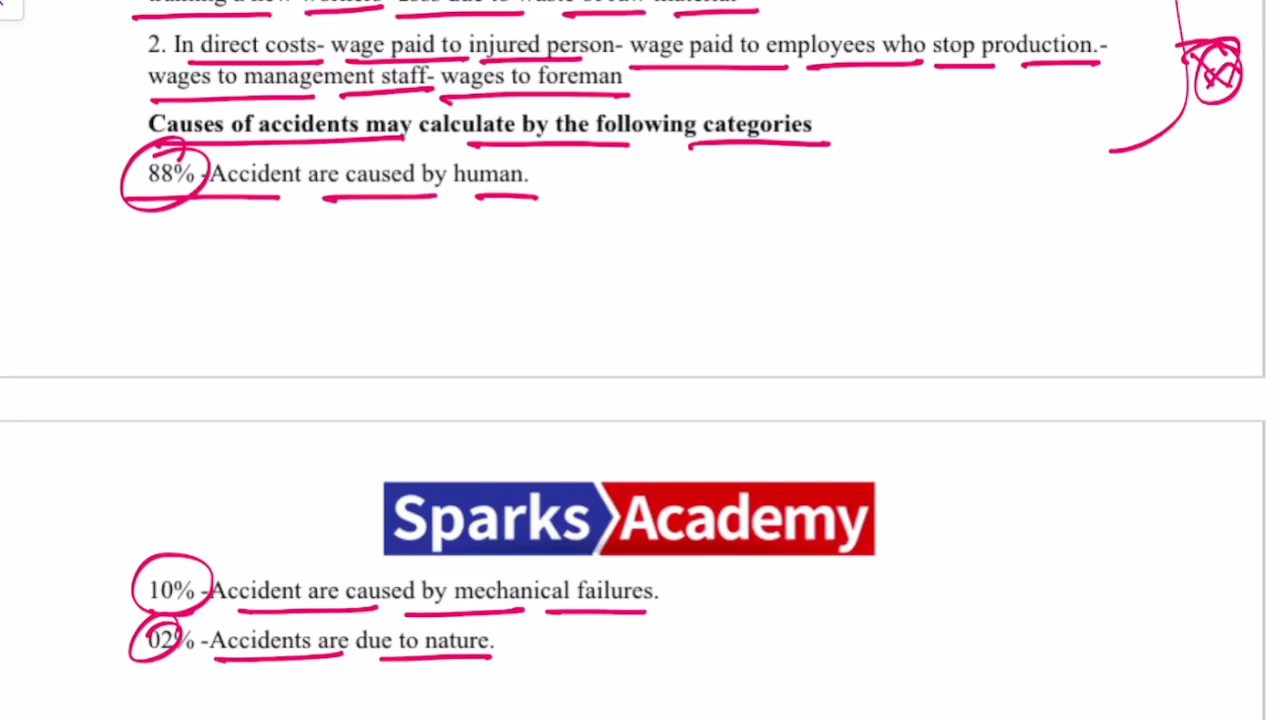 2. In direct costs- wage paid to injured person- wage paid to employees who stop production.-
wages to management staff- wages to foreman
Causes of accidents may calculate by the following categories
88% -Accident are caused by human.
Sparks Academy
10% -Accident are caused by mechanical failures.
02% -Accidents are due to nature.